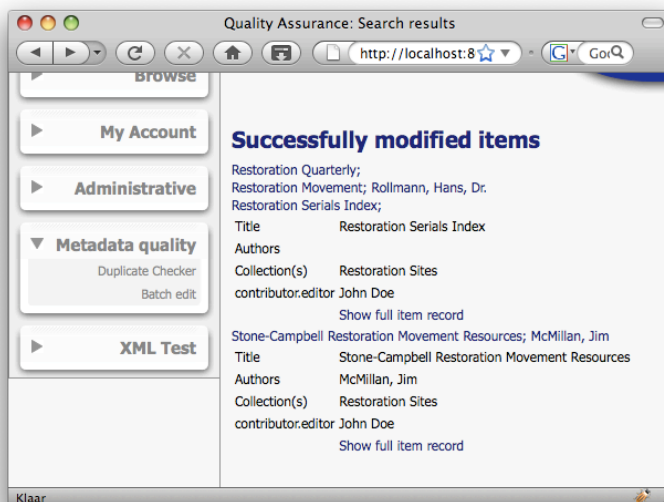 Quality Assurance: Search results
http://localhost:8
G
Browse
My Account
Administrative
Metadata quality
Duplicate Checker
Batch edit
XML Test
Successfully modified items
Restoration Quarterly;
Restoration Movement; Rollmann, Hans, Dr.
Restoration Serials Index;
Title Restoration Serials Index
Authors
Collection(s) Restoration Sites
contributor.editor John Doe
Show full item record
Stone-Campbell Restoration Movement Resources; McMillan, Jim
Title Stone-Campbell Restoration Movement Resources
Authors McMillan, Jim
Collection(s) Restoration Sites
contributor.editor John Doe
Show full item record
Klaar